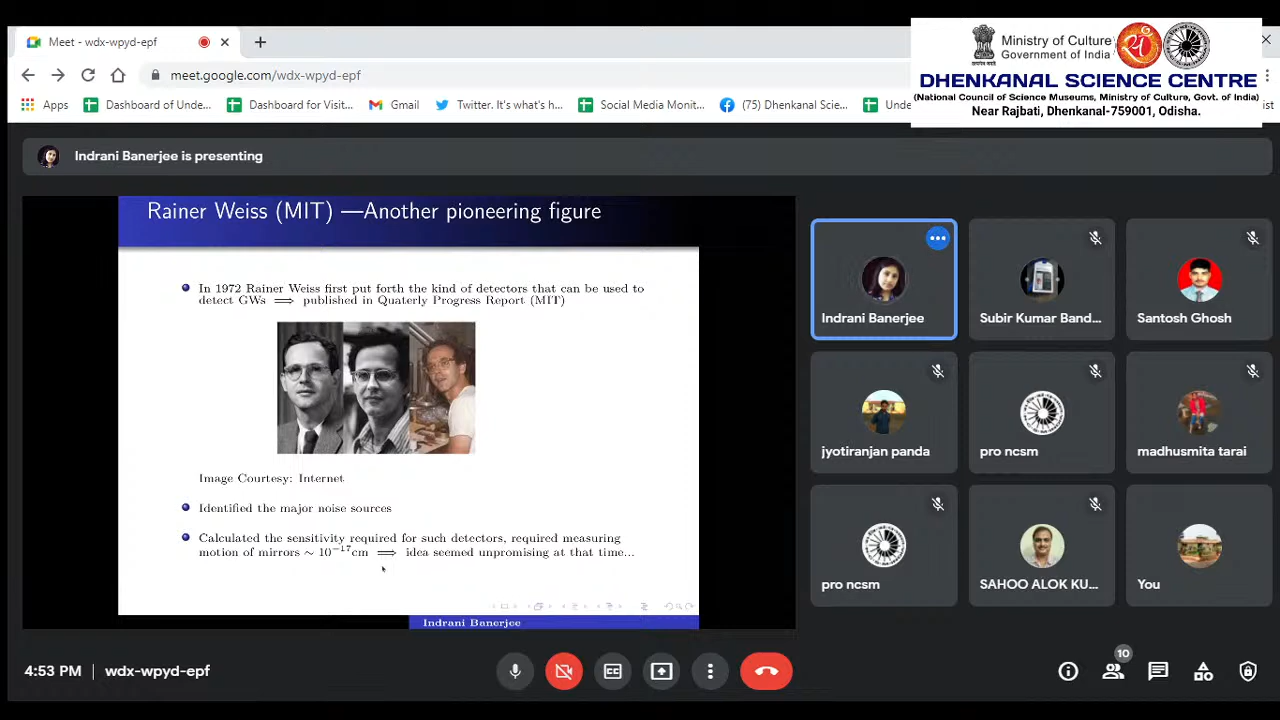 Meet - wdx-wpyd-epf
meet.google.com/wdx-wpyd-epf
Apps
Dashboard of Unde...
Dashboard for Visit...
Gmail
Twitter. It's what's h...
Social Media Monit...
(75) Dhenkanal Scie...
Ministry of Culture
Government of India
DHENKANAL SCIENCE CENTRE
(National Council of Science Museums, Ministry of Culture, Govt. of India)
Near Rajbati, Dhenkanal-759001, Odisha.
Indrani Banerjee is presenting
Rainer Weiss (MIT) —Another pioneering figure
In 1972 Rainer Weiss first put forth the kind of detectors that can be used to
detect GWs ⟹ published in Quaterly Progress Report (MIT)
Image Courtesy: Internet
Identified the major noise sources
Calculated the sensitivity required for such detectors, required measuring
motion of mirrors ∼ 10⁻¹⁷cm ⟹ idea seemed unpromising at that time...
Indrani Banerjee
Indrani Banerjee
Subir Kumar Band...
Santosh Ghosh
jyotiranjan panda
pro ncsm
madhusmita tarai
pro ncsm
SAHOO ALOK KU...
You
4:53 PM | wdx-wpyd-epf
10